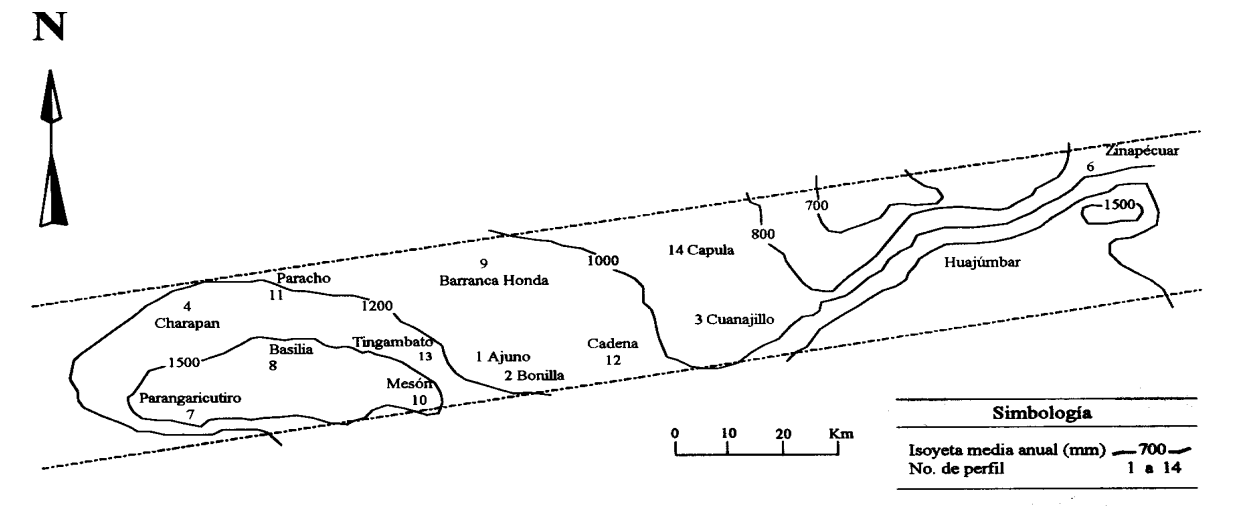 N
Zinapécuar
6
1500
700
800
14 Capula
Huajúmbar
9
Barranca Honda
1000
Paracho
11
4
Charapan
1200
3 Cuanajillo
Basilia
8
Tingambato
13
1 Ajuno
2 Bonilla
Cadena
12
1500
Parangaricutiro
7
Mesón
10
0 10 20 Km
Simbología
Isoyeta media anual (mm) 700
No. de perfil 1 a 14